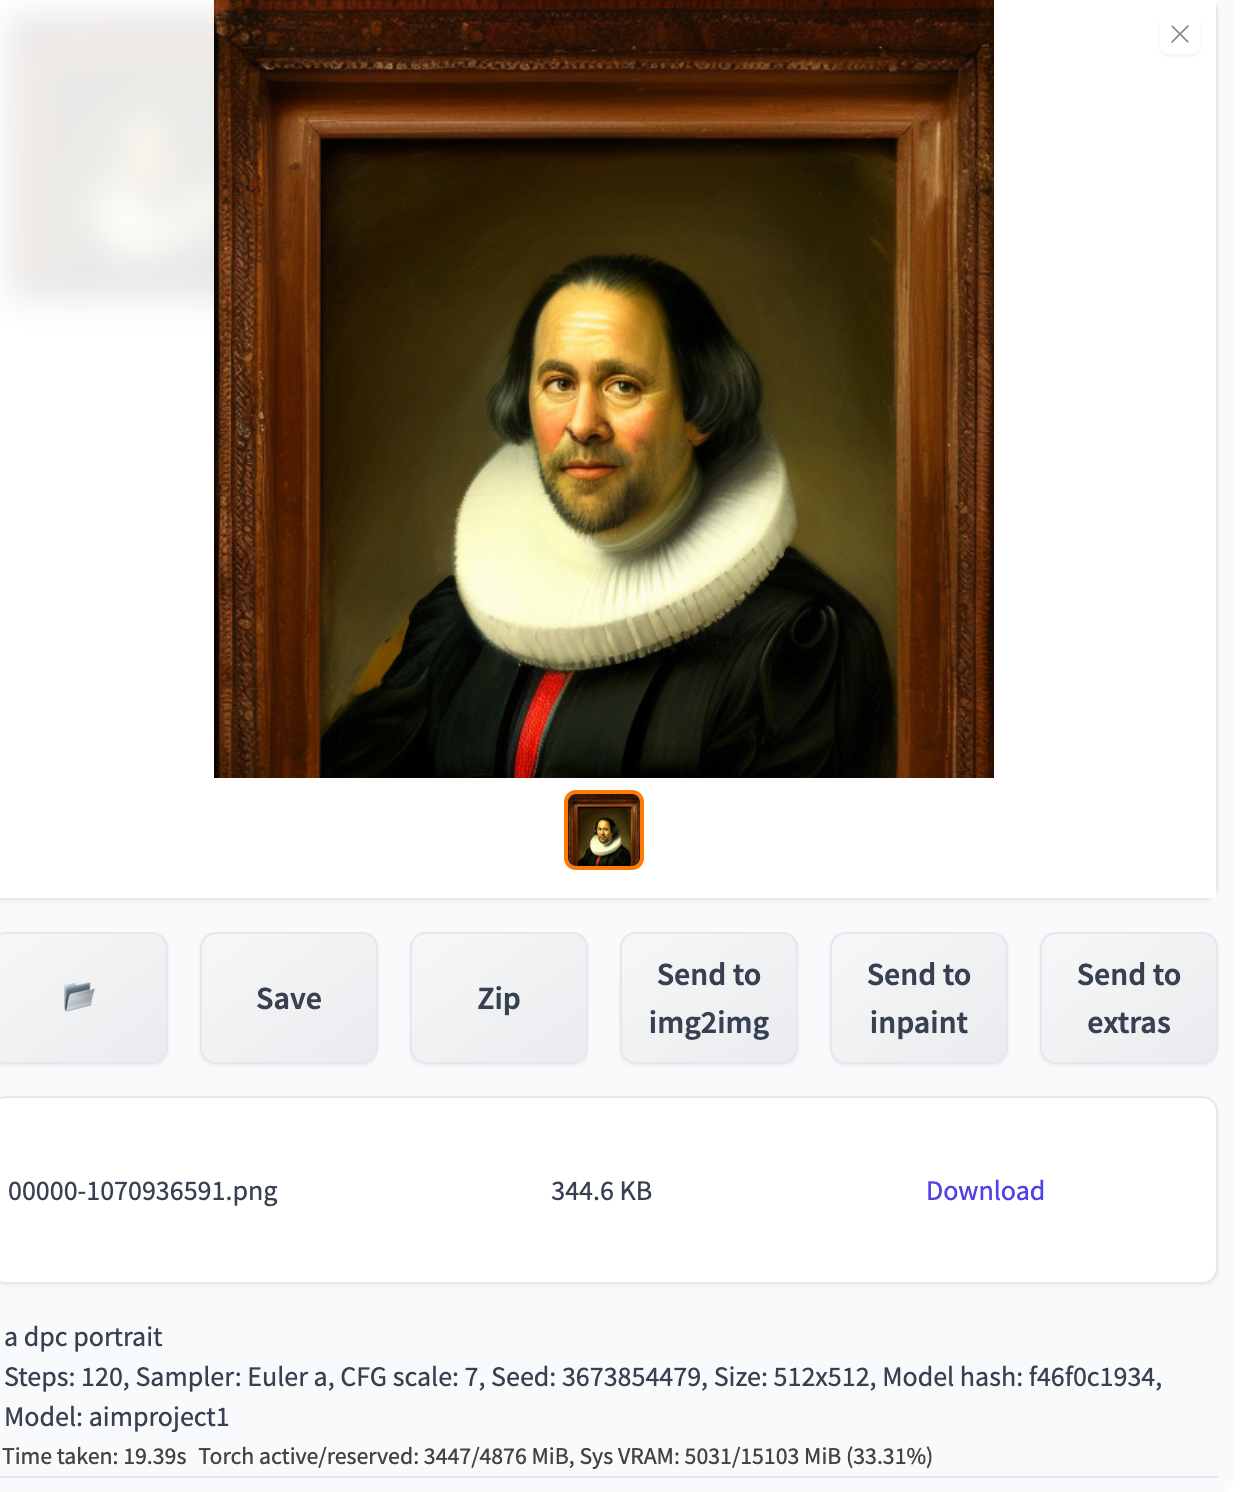 Save
Zip
Send to
img2img
Send to
inpaint
Send to
extras
00000-1070936591.png
344.6 KB
Download
a dpc portrait
Steps: 120, Sampler: Euler a, CFG scale: 7, Seed: 3673854479, Size: 512x512, Model hash: f46f0c1934,
Model: aimproject1
Time taken: 19.39s Torch active/reserved: 3447/4876 MiB, Sys VRAM: 5031/15103 MiB (33.31%)